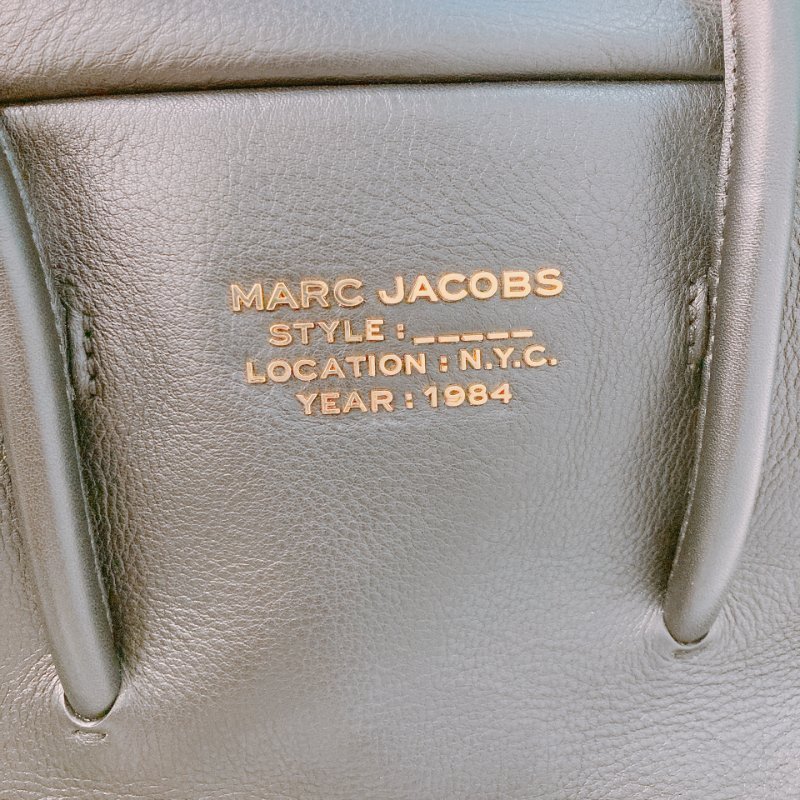 MARC JACOBS
STYLE : _____
LOCATION : N.Y.C.
YEAR : 1984